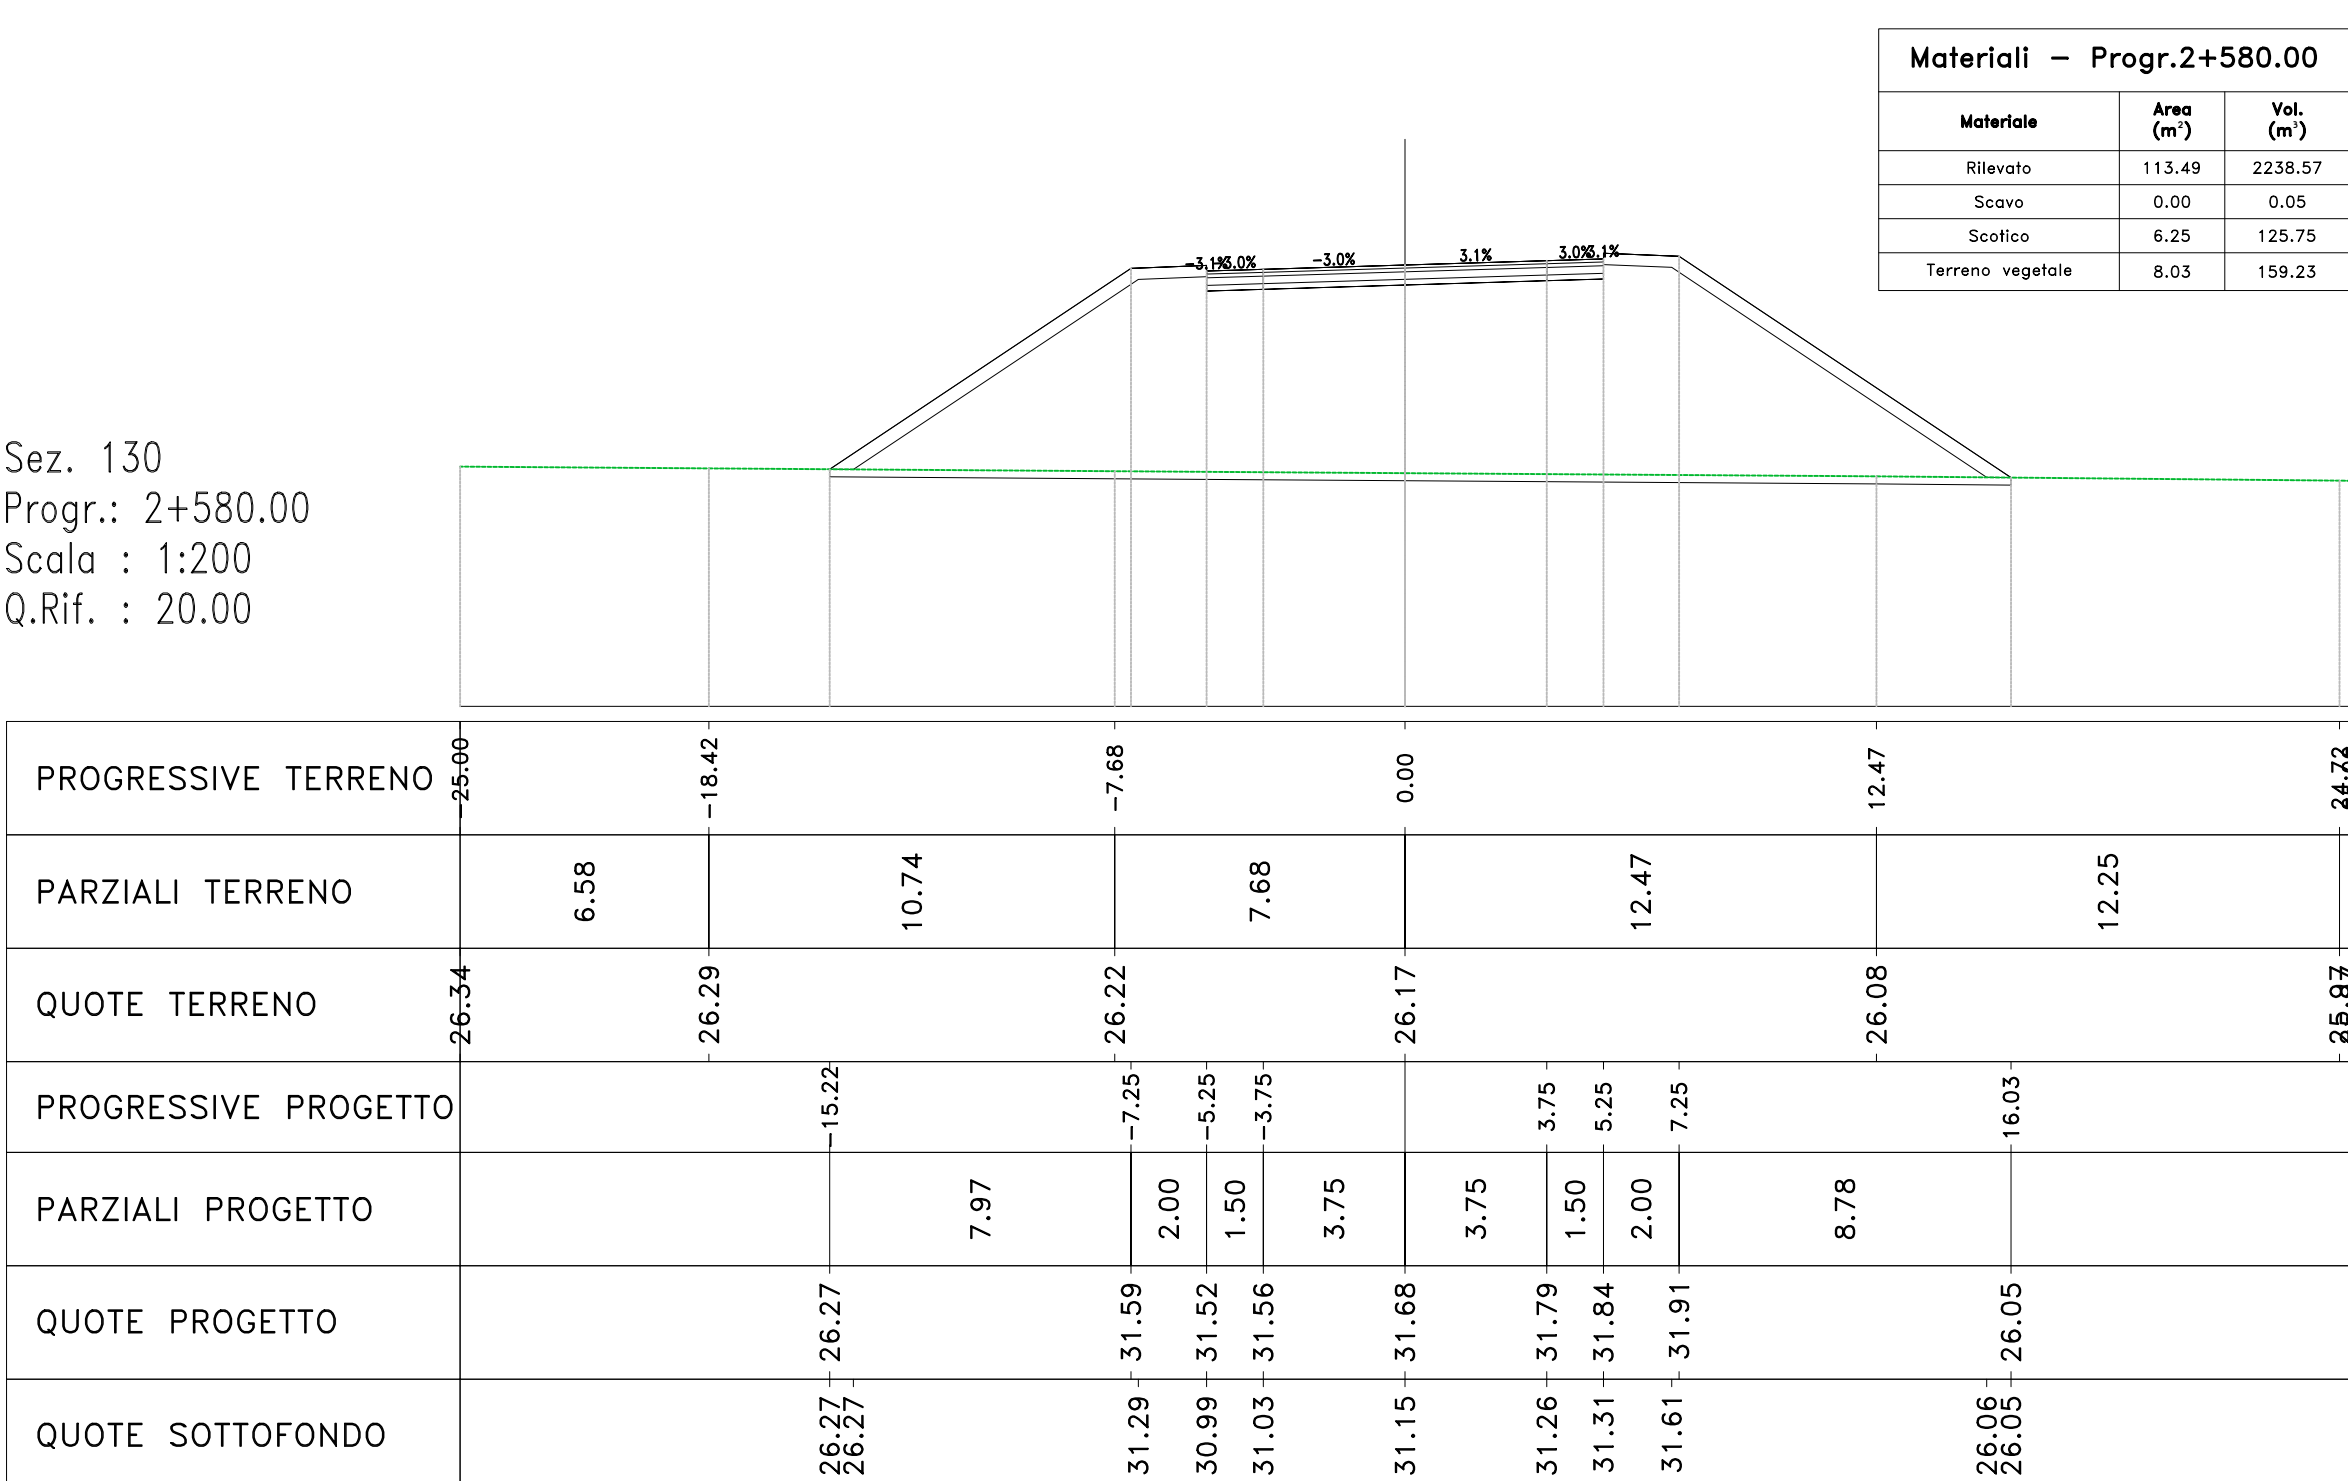 Materiali − Progr.2+580.00
Materiale Area (m²) Vol. (m³)
Rilevato 113.49 2238.57
Scavo 0.00 0.05
Scotico 6.25 125.75
Terreno vegetale 8.03 159.23
−3.1% −3.0% 3.1% 3.0% 3.1%
Sez. 130
Progr.: 2+580.00
Scala : 1:200
Q.Rif. : 20.00
PROGRESSIVE TERRENO −25.00 −18.42 −7.68 0.00 12.47 24.72
PARZIALI TERRENO 6.58 10.74 7.68 12.47 12.25
QUOTE TERRENO 26.34 26.29 26.22 26.17 26.08
PROGRESSIVE PROGETTO −15.22 −7.25 −5.25 −3.75 3.75 5.25 7.25 16.03
PARZIALI PROGETTO 7.97 2.00 1.50 3.75 3.75 1.50 2.00 8.78
QUOTE PROGETTO 26.27 31.59 31.52 31.56 31.68 31.79 31.84 31.91 26.05
QUOTE SOTTOFONDO 26.27 26.27 31.29 30.99 31.03 31.15 31.26 31.31 31.61 26.06 26.05